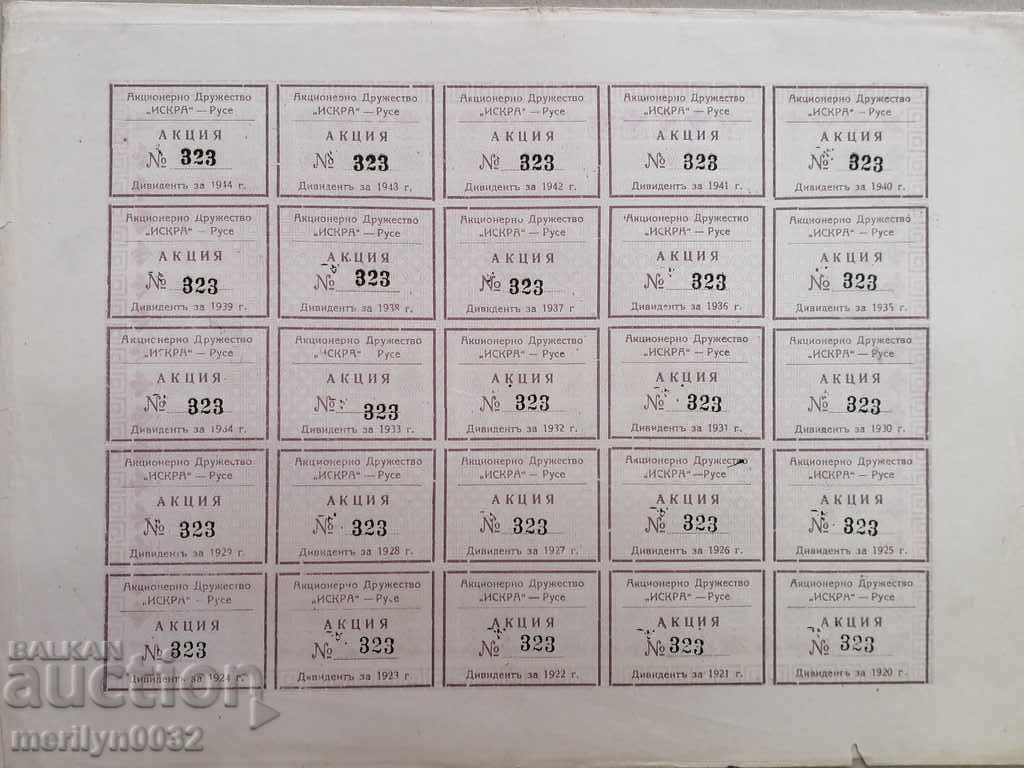 Акционерно Дружество
„ИСКРА“ — Русе
АКЦИЯ
№ 323
Дивидентъ за 1944 г.
Акционерно Дружество
„ИСКРА“ — Русе
АКЦИЯ
№ 323
Дивидентъ за 1943 г.
Акционерно Дружество
„ИСКРА“ — Русе
АКЦИЯ
№ 323
Дивидентъ за 1942 г.
Акционерно Дружество
„ИСКРА“ — Русе
АКЦИЯ
№ 323
Дивидентъ за 1941 г.
Акционерно Дружество
„ИСКРА“ — Русе
АКЦИЯ
№ 323
Дивидентъ за 1940 г.
Акционерно Дружество
„ИСКРА“ — Русе
АКЦИЯ
№ 323
Дивидентъ за 1939 г.
Акционерно Дружество
„ИСКРА“ — Русе
АКЦИЯ
№ 323
Дивидентъ за 1938 г.
Акционерно Дружество
„ИСКРА“ — Русе
АКЦИЯ
№ 323
Дивидентъ за 1937 г.
Акционерно Дружество
„ИСКРА“ — Русе
АКЦИЯ
№ 323
Дивидентъ за 1936 г.
Акционерно Дружество
„ИСКРА“ — Русе
АКЦИЯ
№ 323
Дивидентъ за 1935 г.
Акционерно Дружество
„ИСКРА“ — Русе
АКЦИЯ
№ 323
Дивидентъ за 1934 г.
Акционерно Дружество
„ИСКРА“ Русе
АКЦИЯ
№ 323
Дивидентъ за 1933 г.
Акционерно Дружество
„ИСКРА“ — Русе
АКЦИЯ
№ 323
Дивидентъ за 1932 г.
Акционерно Дружество
„ИСКРА“ — Русе
АКЦИЯ
№ 323
Дивидентъ за 1931 г.
Акционерно Дружество
„ИСКРА“ — Русе
АКЦИЯ
№ 323
Дивидентъ за 1930 г.
Акционерно Дружество
„ИСКРА“ — Русе
АКЦИЯ
№ 323
Дивидентъ за 1929 г.
Акционерно Дружество
„ИСКРА“ — Русе
АКЦИЯ
№ 323
Дивидентъ за 1928 г.
Акционерно Дружество
„ИСКРА“ — Русе
АКЦИЯ
№ 323
Дивидентъ за 1927 г.
Акционерно Дружество
„ИСКРА“ — Русе
АКЦИЯ
№ 323
Дивидентъ за 1926 г.
Акционерно Дружество
„ИСКРА“ — Русе
АКЦИЯ
№ 323
Дивидентъ за 1925 г.
Акционерно Дружество
„ИСКРА“ — Русе
АКЦИЯ
№ 323
Дивидентъ за 1924 г.
Акционерно Дружество
„ИСКРА“ — Русе
АКЦИЯ
№ 323
Дивидентъ за 1923 г.
Акционерно Дружество
„ИСКРА“ — Русе
АКЦИЯ
№ 323
Дивидентъ за 1922 г.
Акционерно Дружество
„ИСКРА“ — Русе
АКЦИЯ
№ 323
Дивидентъ за 1921 г.
Акционерно Дружество
„ИСКРА“ — Русе
АКЦИЯ
№ 323
Дивидентъ за 1920 г.
BALKAN
auction
merilyn0032